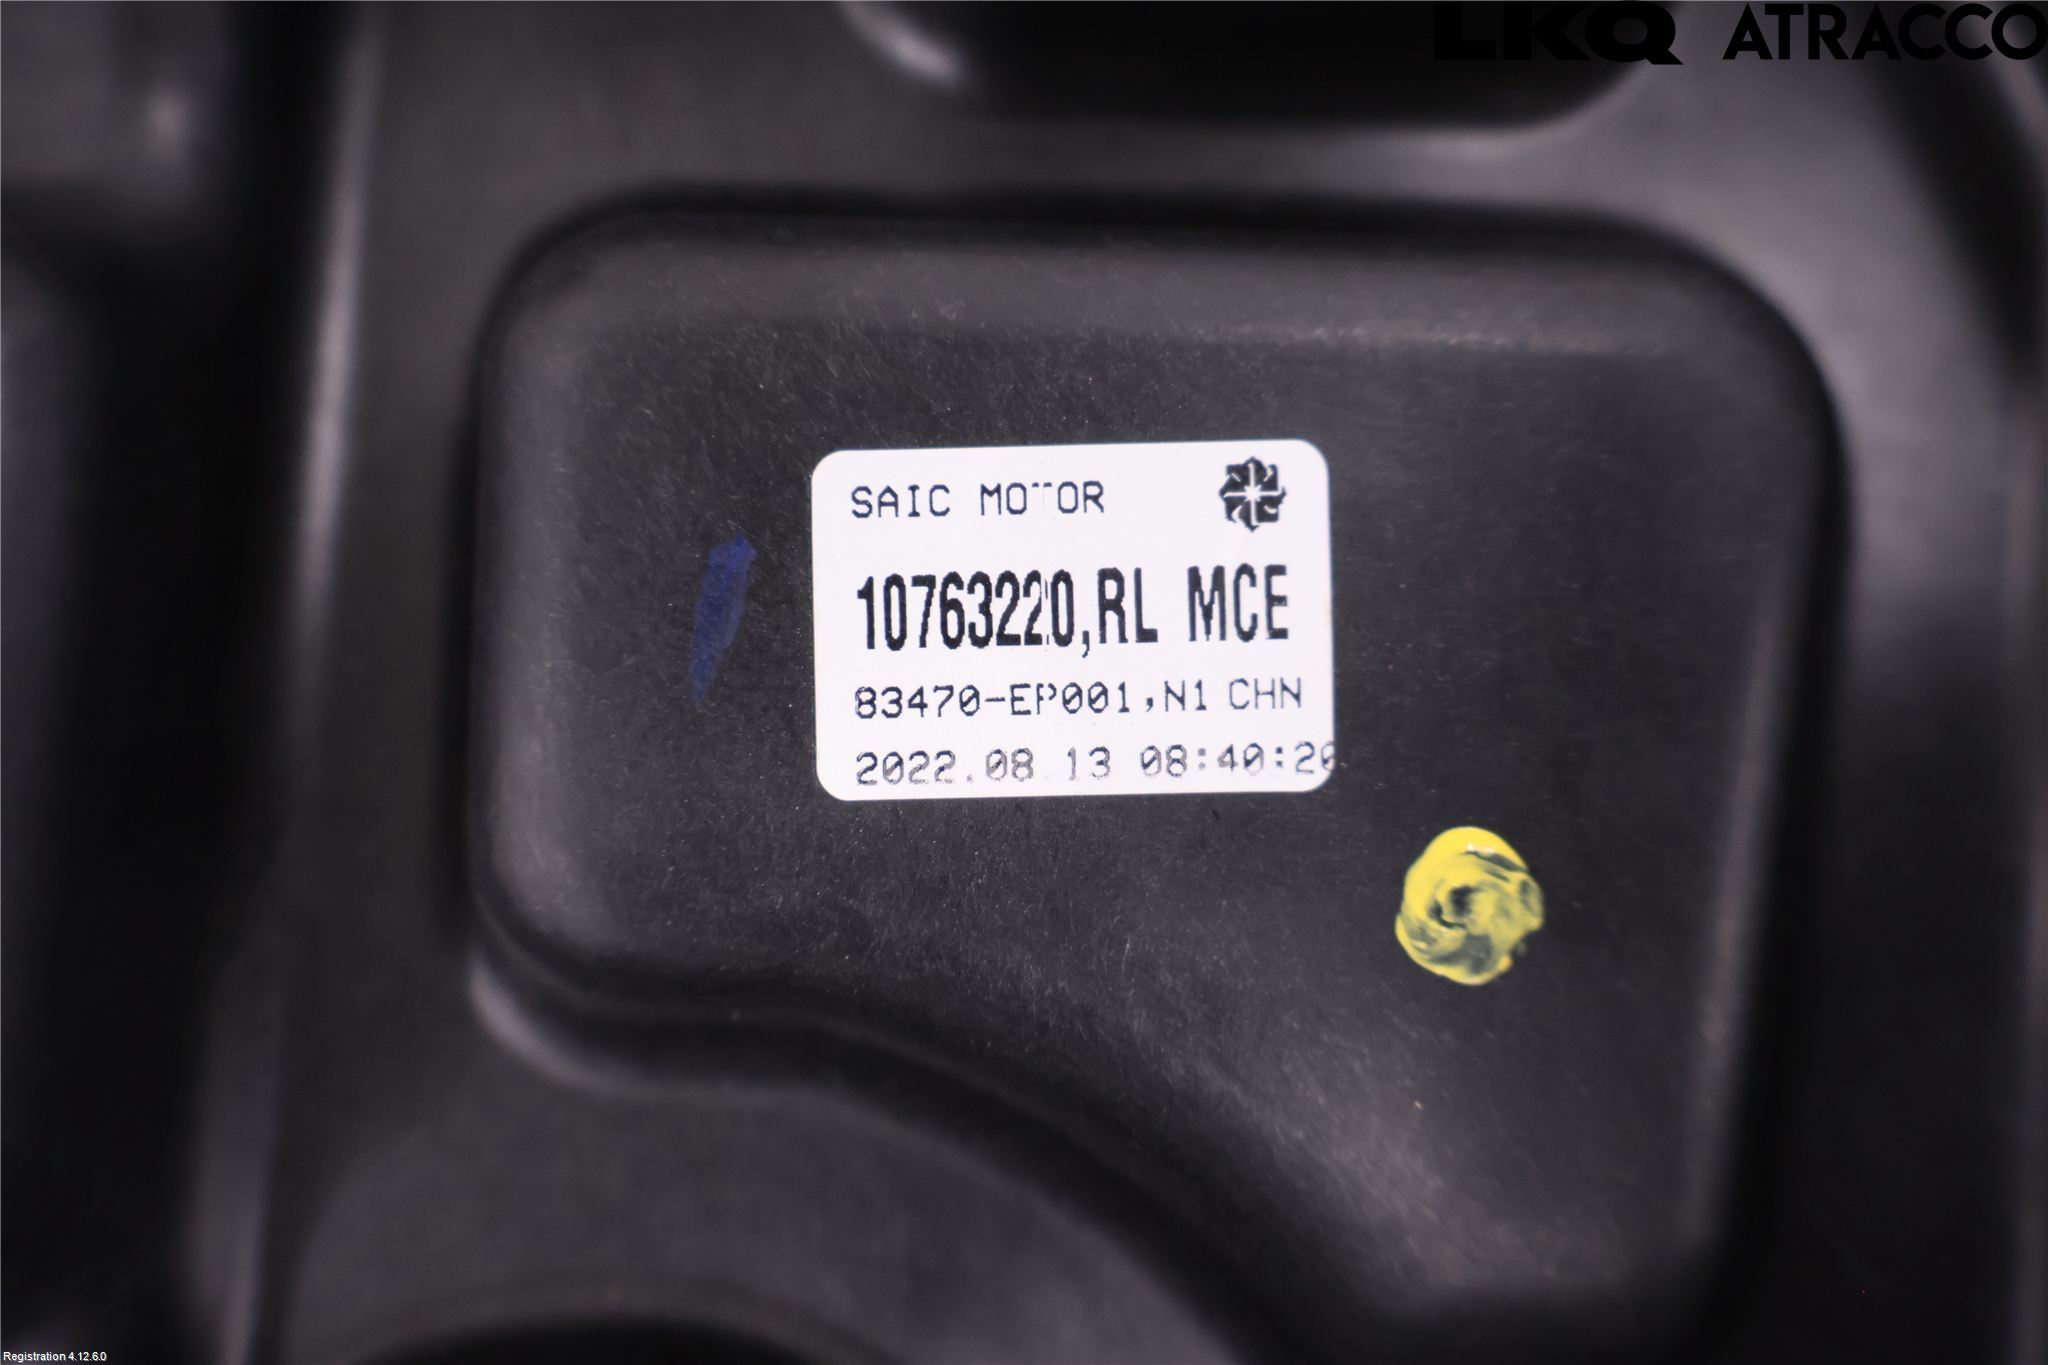 LKQ ATRACCO
SAIC MOTOR
10763220,RL MCE
83470-EP001,N1 CHN
2022.08.13 08:40:20
Registration 4.12.6.0